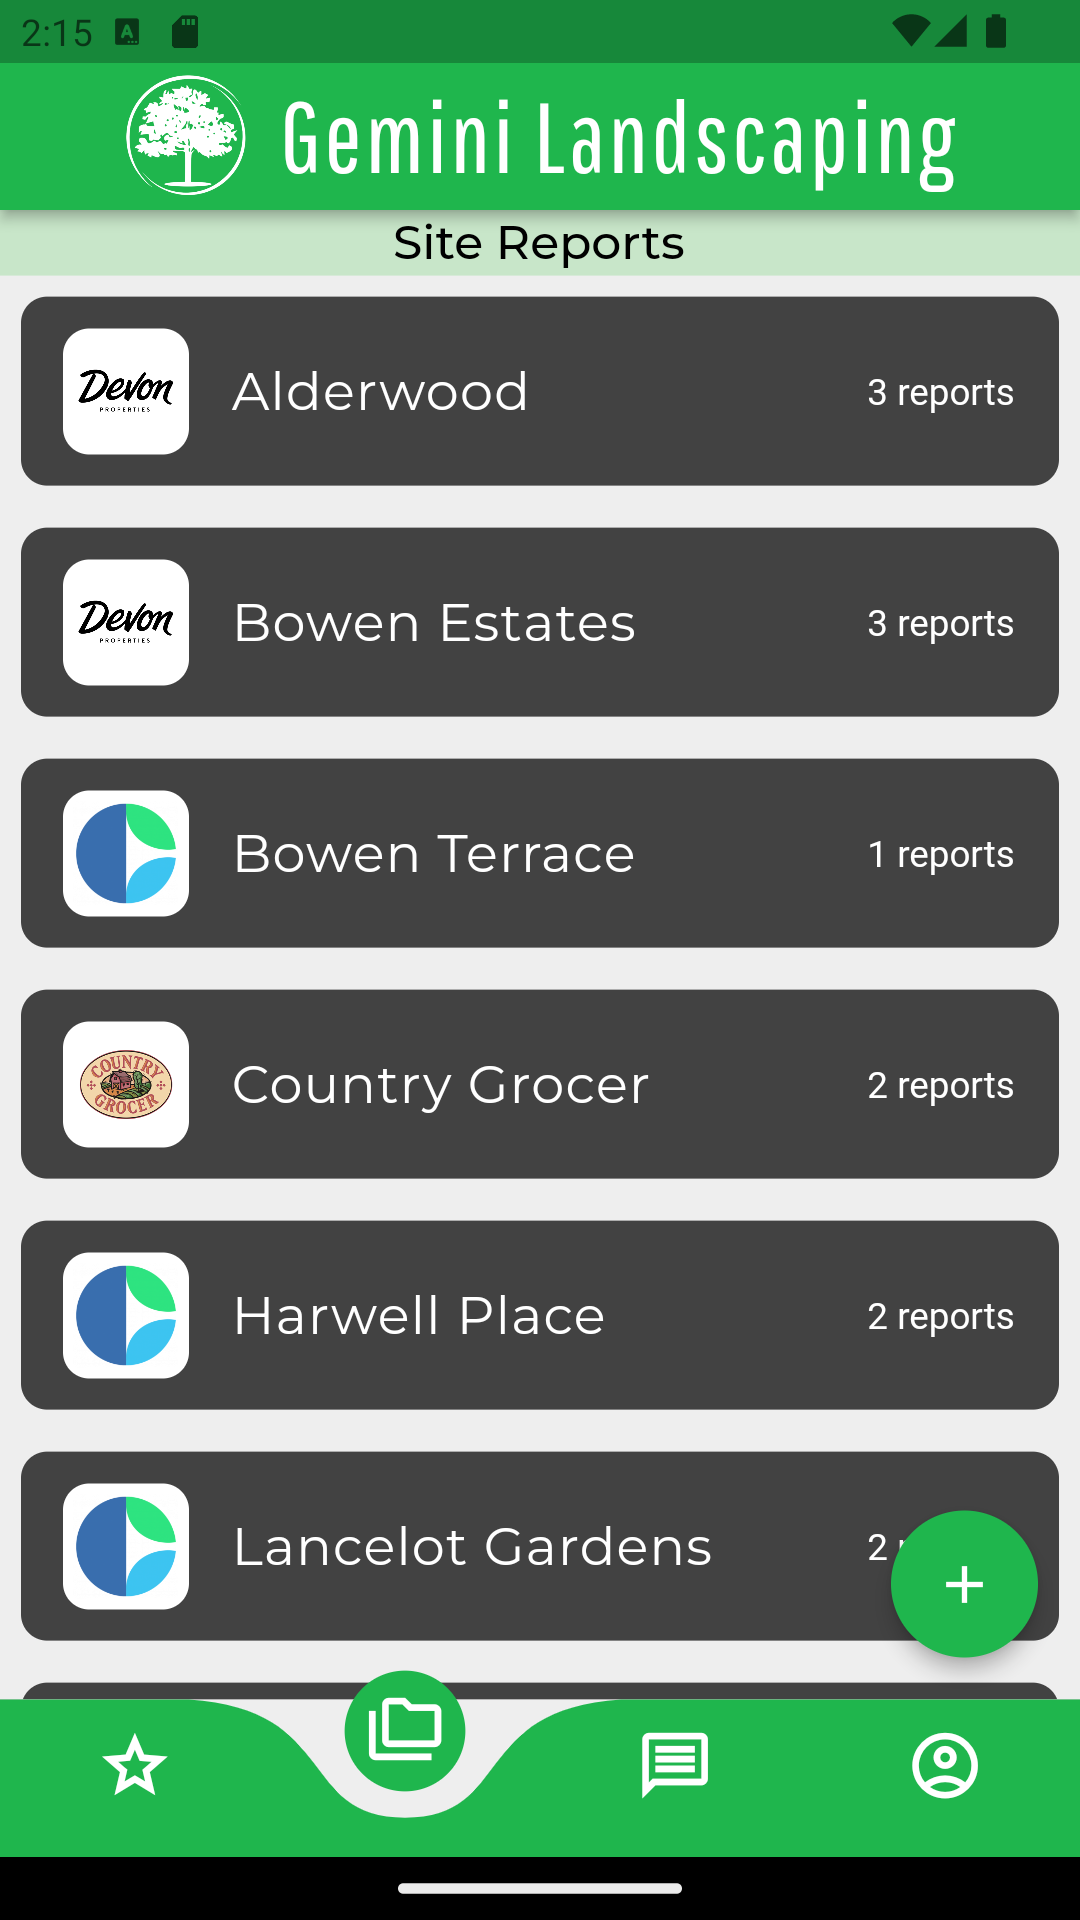 2:15
Gemini Landscaping
Site Reports
Devon
PROPERTIES
Alderwood
3 reports
Devon
PROPERTIES
Bowen Estates
3 reports
Bowen Terrace
1 reports
COUNTRY
GROCER
Country Grocer
2 reports
Harwell Place
2 reports
Lancelot Gardens
2